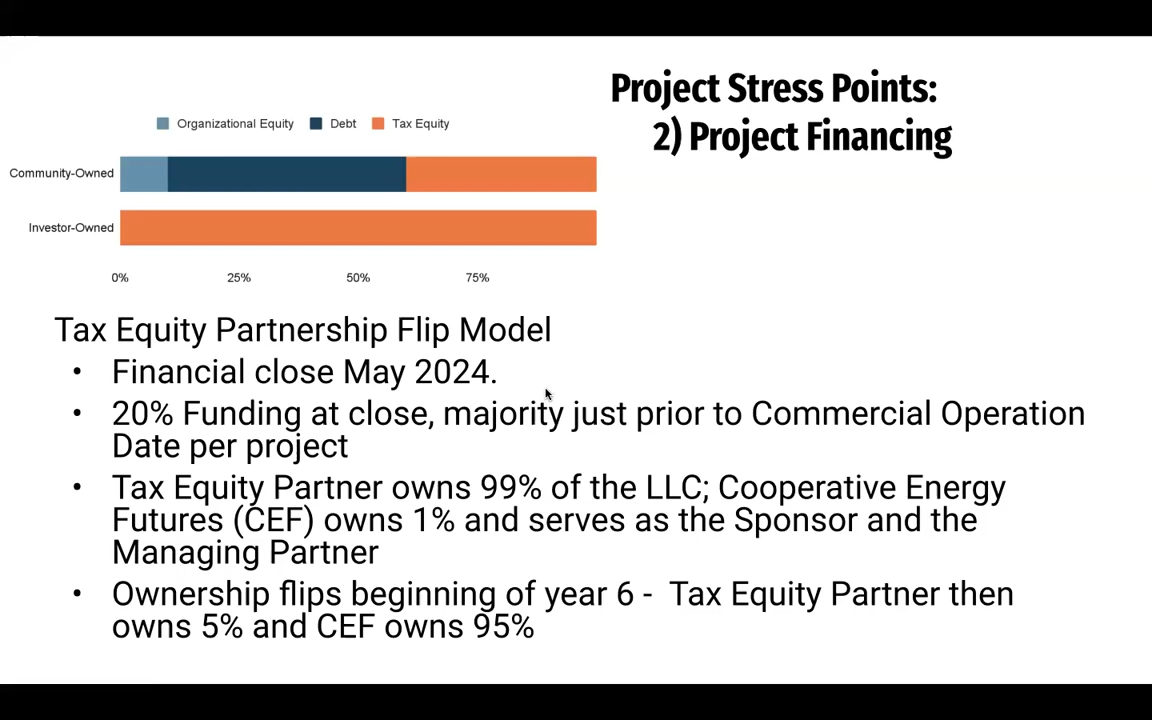 Project Stress Points:
2) Project Financing
Organizational Equity Debt Tax Equity
Community-Owned
Investor-Owned
0% 25% 50% 75%
Tax Equity Partnership Flip Model
• Financial close May 2024.
• 20% Funding at close, majority just prior to Commercial Operation
Date per project
• Tax Equity Partner owns 99% of the LLC; Cooperative Energy
Futures (CEF) owns 1% and serves as the Sponsor and the
Managing Partner
• Ownership flips beginning of year 6 - Tax Equity Partner then
owns 5% and CEF owns 95%